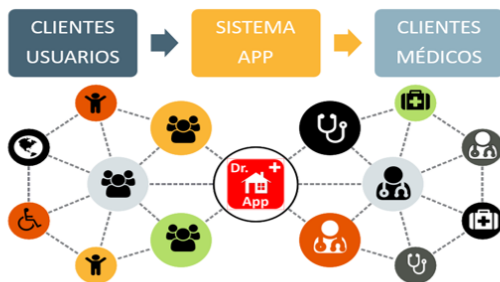 CLIENTES
USUARIOS
SISTEMA
APP
CLIENTES
MÉDICOS
Dr.
App